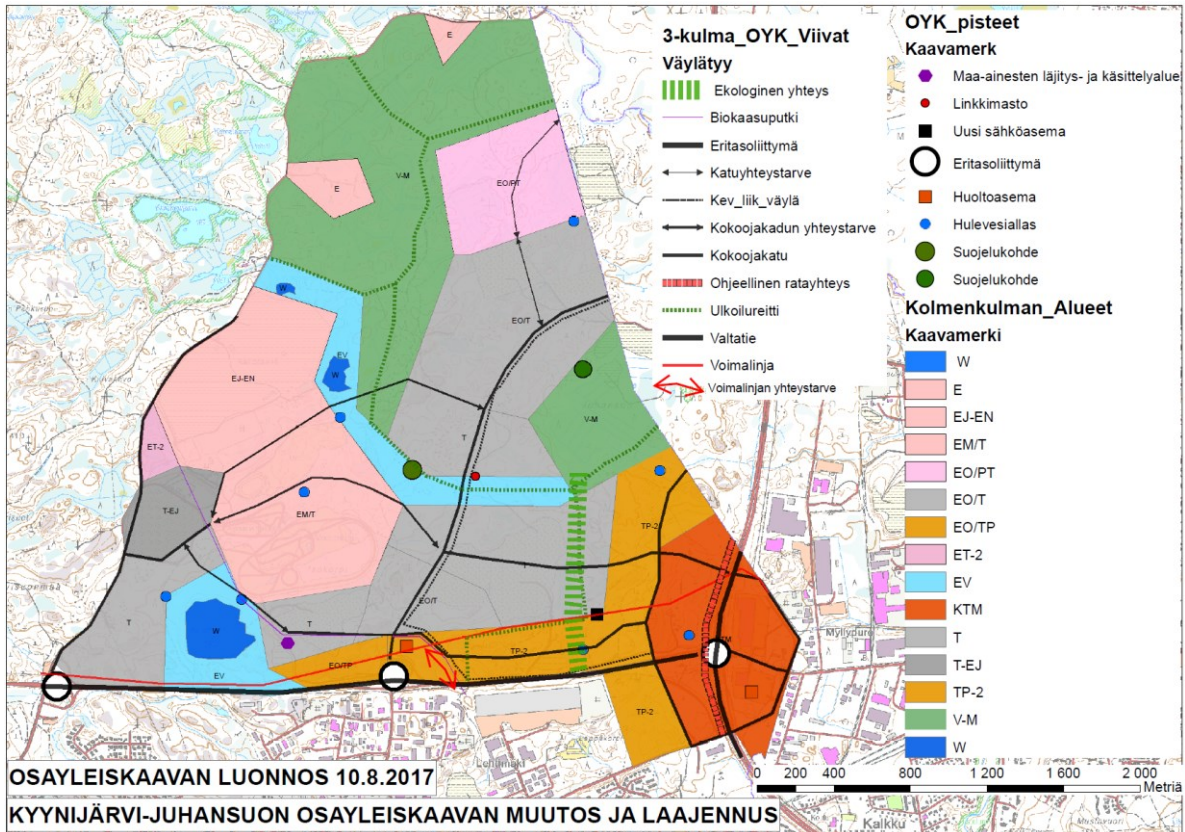 3-kulma_OYK_Viivat
Väylätyy
Ekologinen yhteys
Biokaasuputki
Eritasoliittymä
Katuyhteystarve
Kev_liik_väylä
Kokoojakadun yhteystarve
Kokoojakatu
Ohjeellinen ratayhteys
Ulkoilureitti
Valtatie
Voimalinja
Voimalinjan yhteystarve
OYK_pisteet
Kaavamerk
Maa-ainesten läjitys- ja käsittelyalue
Linkkimasto
Uusi sähköasema
Eritasoliittymä
Huoltoasema
Hulevesiallas
Suojelukohde
Suojelukohde
Kolmenkulman_Alueet
Kaavamerki
W
E
EJ-EN
EM/T
EO/PT
EO/T
EO/TP
ET-2
EV
KTM
T
T-EJ
TP-2
V-M
W
E
E
V-M
EO/PT
EO/T
W
EV
W
EJ-EN
T
V-M
ET-2
T-EJ
EM/T
TP-2
EO/T
T
W
T
EV
EO/TP
TP-2
TP-2
Myllypuro
Lehumäki
Kalkku
0 200 400 800 1 200 1 600 2 000
Metriä
OSAYLEISKAAVAN LUONNOS 10.8.2017
KYYNIJÄRVI-JUHANSUON OSAYLEISKAAVAN MUUTOS JA LAAJENNUS